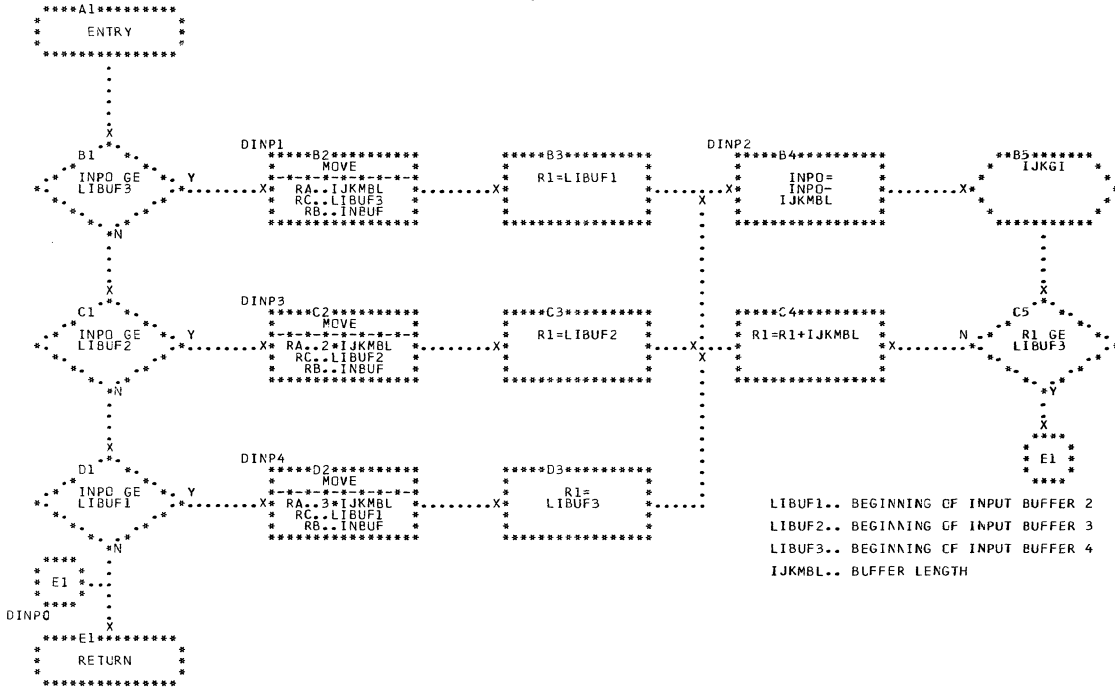 A1
ENTRY
B1
INPO GE
LIBUF3
Y
N
DINP1
B2
MOVE
RA..IJKMBL
RC..LIBUF3
RB..INBUF
B3
R1=LIBUF1
DINP2
B4
INPO=
INPO-
IJKMBL
B5
IJKGI
C1
INPO GE
LIBUF2
Y
N
DINP3
C2
MOVE
RA..2*IJKMBL
RC..LIBUF2
RB..INBUF
C3
R1=LIBUF2
C4
R1=R1+IJKMBL
N
C5
R1 GE
LIBUF3
Y
E1
D1
INPO GE
LIBUF1
Y
N
DINP4
D2
MOVE
RA..3*IJKMBL
RC..LIBUF1
RB..INBUF
D3
R1=
LIBUF3
LIBUF1.. BEGINNING OF INPUT BUFFER 2
LIBUF2.. BEGINNING OF INPUT BUFFER 3
LIBUF3.. BEGINNING OF INPUT BUFFER 4
IJKMBL.. BUFFER LENGTH
E1
DINPO
E1
RETURN